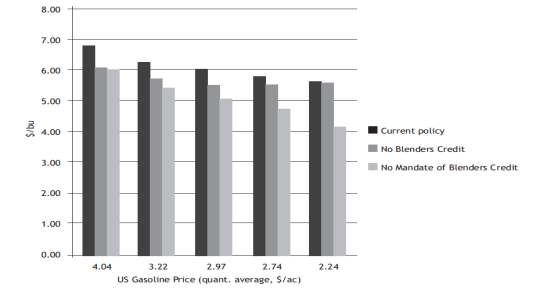 8.00
7.00
6.00
5.00
4.00
3.00
2.00
1.00
0.00
$/bu
4.04 3.22 2.97 2.74 2.24
US Gasoline Price (quant. average, $/ac)
Current policy
No Blenders Credit
No Mandate of Blenders Credit